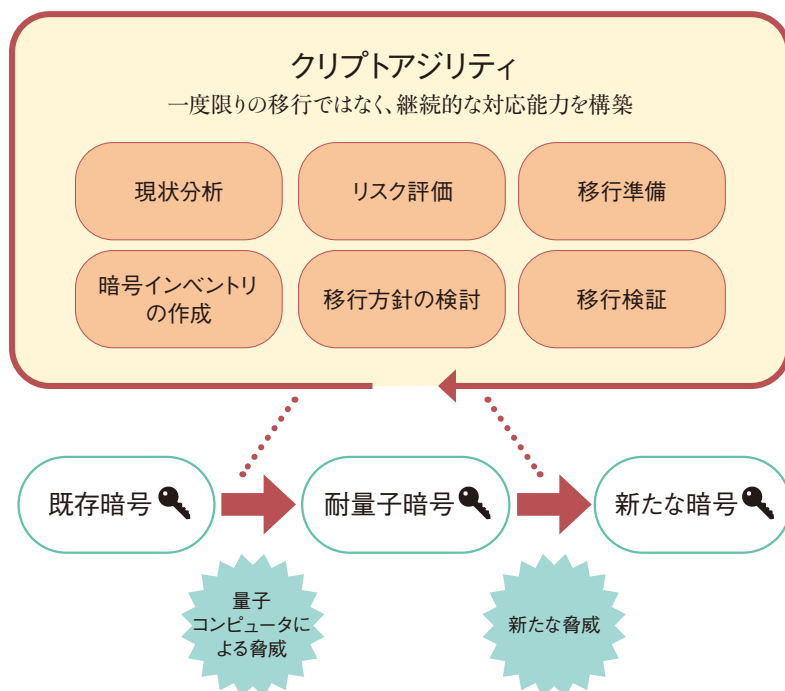 クリプトアジリティ
一度限りの移行ではなく、継続的な対応能力を構築
現状分析
リスク評価
移行準備
暗号インベントリ
の作成
移行方針の検討
移行検証
既存暗号
耐量子暗号
新たな暗号
量子
コンピュータに
よる脅威
新たな脅威